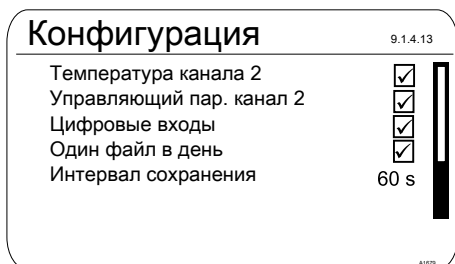 Конфигурация 9.1.4.13
Температура канала 2
Управляющий пар. канал 2
Цифровые входы
Один файл в день
Интервал сохранения 60 s
A1679